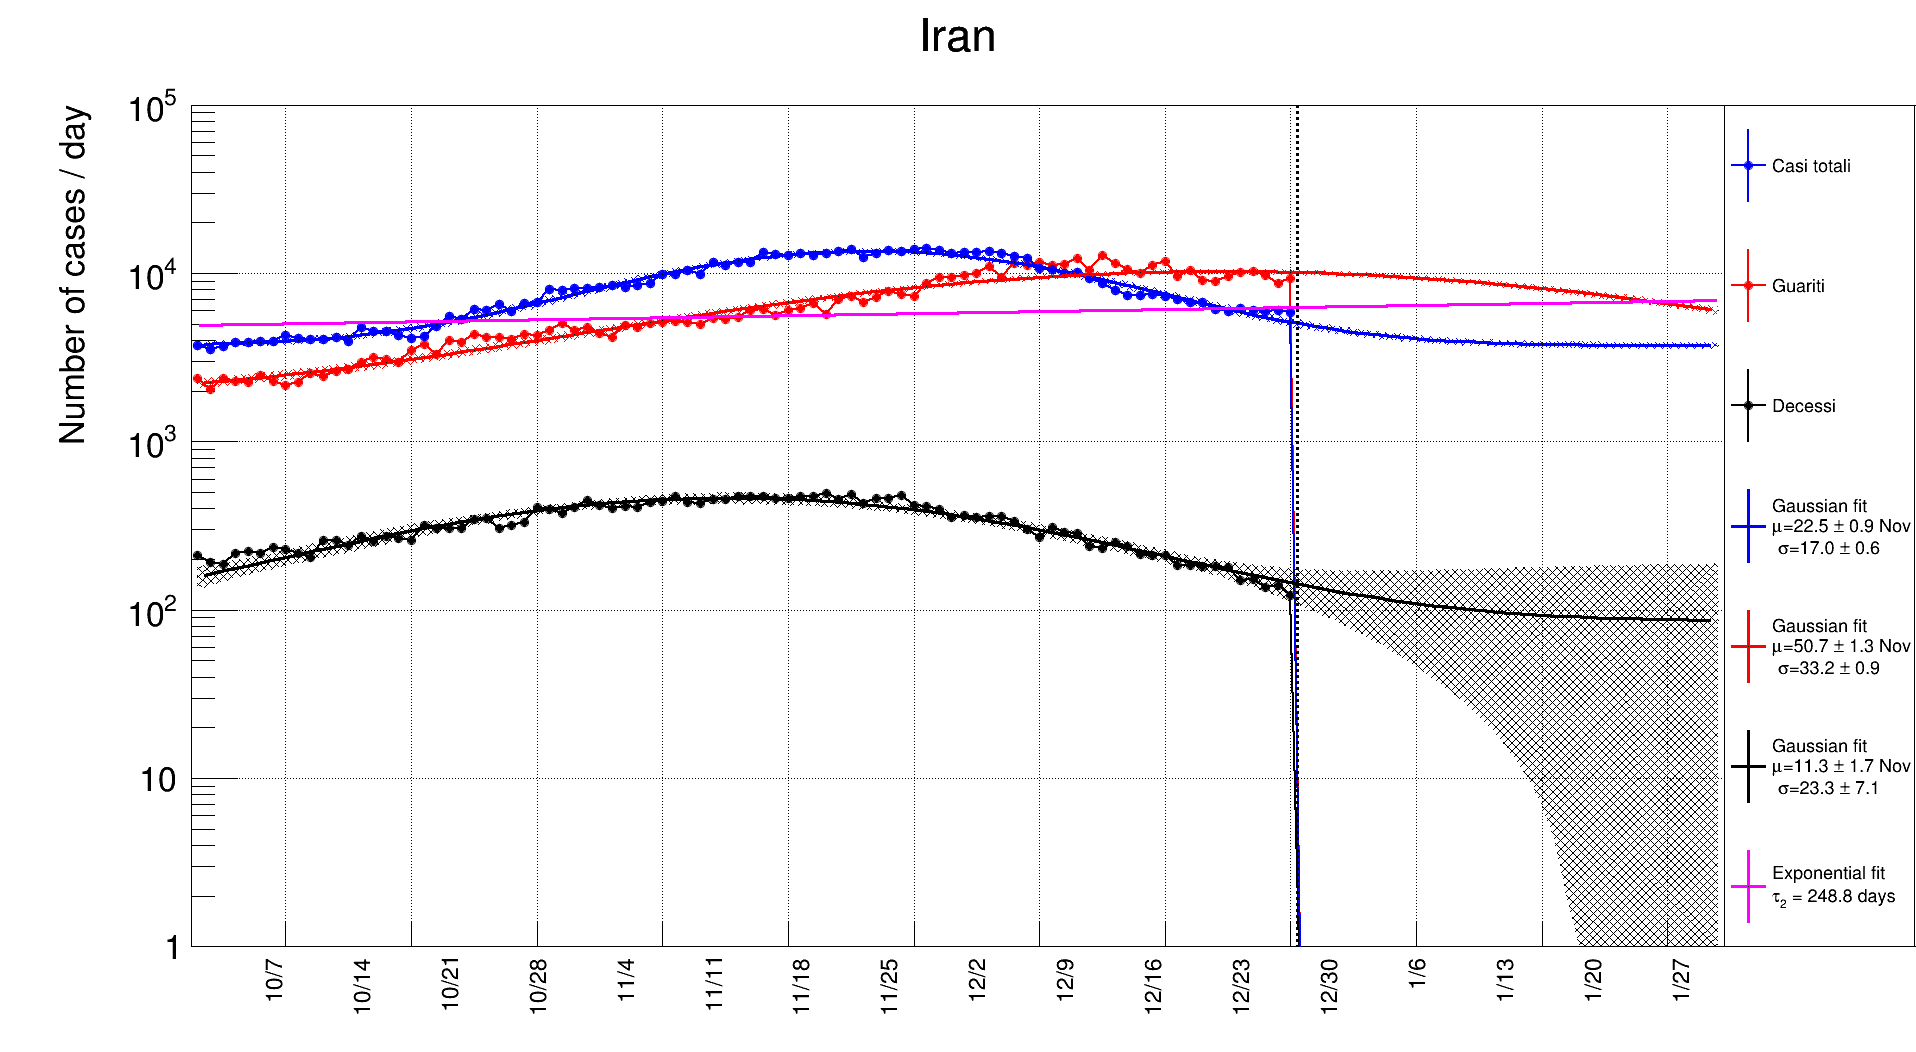 Iran
Number of cases / day
10^5
10^4
10^3
10^2
10
1
10/7
10/14
10/21
10/28
11/4
11/11
11/18
11/25
12/2
12/9
12/16
12/23
12/30
1/6
1/13
1/20
1/27
Casi totali
Guariti
Decessi
Gaussian fit
μ=22.5 ± 0.9 Nov
σ=17.0 ± 0.6
Gaussian fit
μ=50.7 ± 1.3 Nov
σ=33.2 ± 0.9
Gaussian fit
μ=11.3 ± 1.7 Nov
σ=23.3 ± 7.1
Exponential fit
τ₂ = 248.8 days